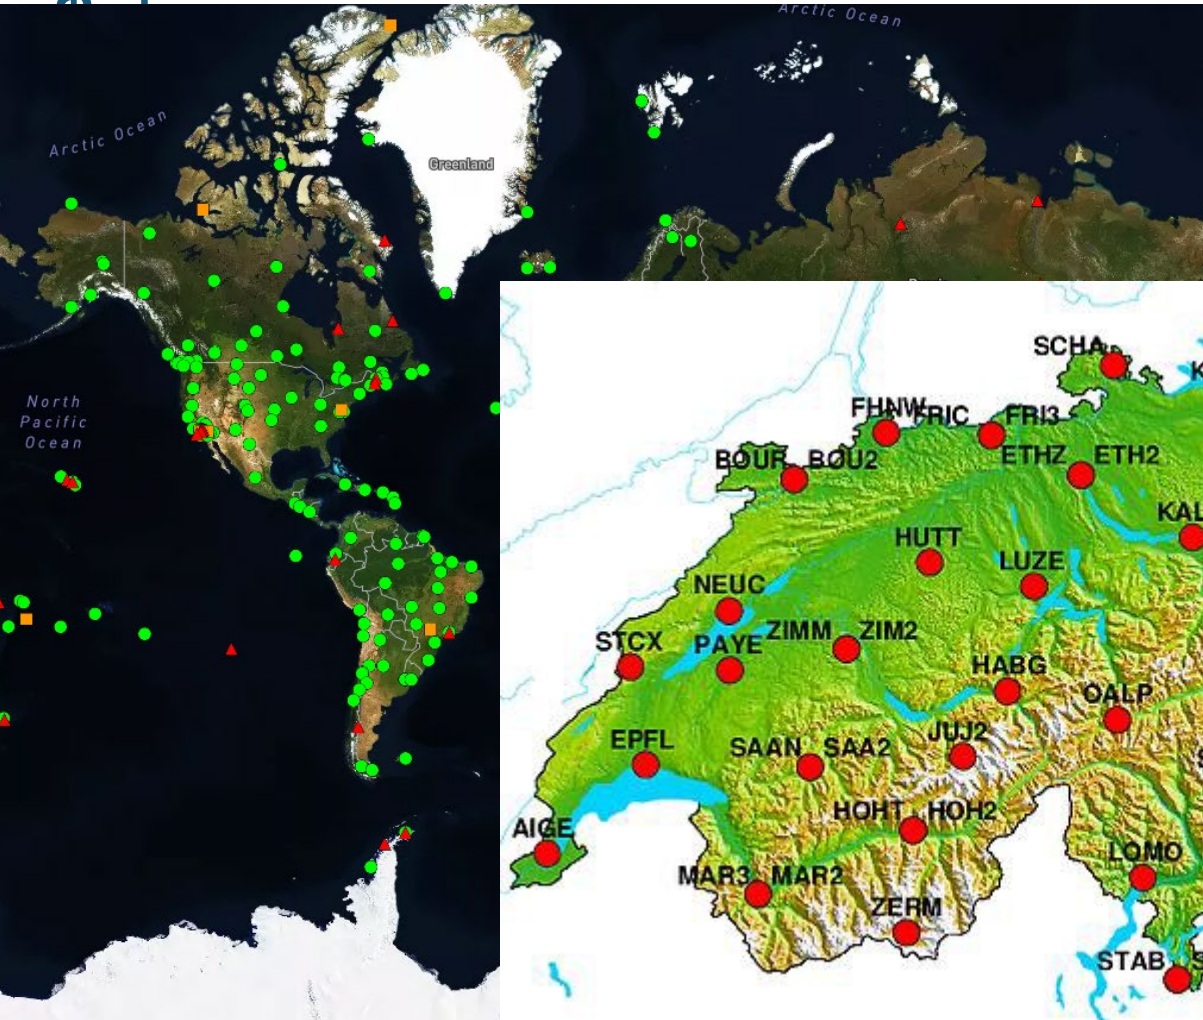 Arctic Ocean
Arctic Ocean
Greenland
North
Pacific
Ocean
SCHA
FHNW
FRIC
FRI3
BOUR
BOU2
ETHZ
ETH2
KAL
HUTT
LUZE
NEUC
STCX
PAYE
ZIMM
ZIM2
HABG
OALP
EPFL
SAAN
SAA2
JUJ2
HOHT
HOH2
AIGE
LOMO
MAR3
MAR2
ZERM
STAB